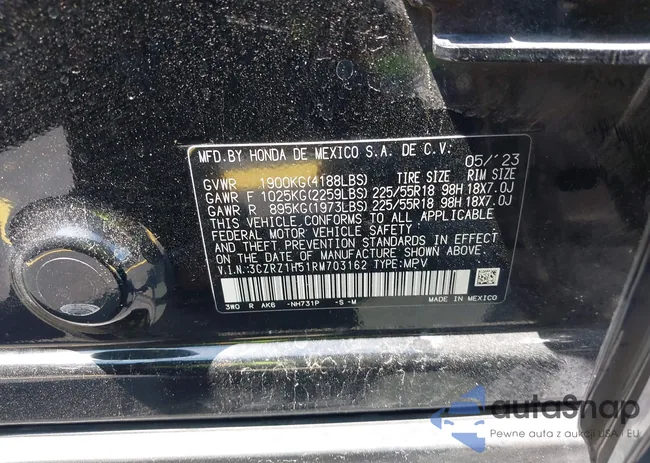 MFD.BY HONDA DE MEXICO S.A. DE C.V. 05/'23
GVWR 1900KG(4188LBS) TIRE SIZE RIM SIZE
GAWR F 1025KG(2259LBS) 225/55R18 98H 18X7.0J
GAWR R 895KG(1973LBS) 225/55R18 98H 18X7.0J
THIS VEHICLE CONFORMS TO ALL APPLICABLE
FEDERAL MOTOR VEHICLE SAFETY
AND THEFT PREVENTION STANDARDS IN EFFECT
ON THE DATE OF MANUFACTURE SHOWN ABOVE.
V.I.N.:3CZRZ1H51RM703162 TYPE:MPV
3W0 R AK6 -NH731P -S -M MADE IN MEXICO
autoSnap
Pewne auta z aukcji USA i EU